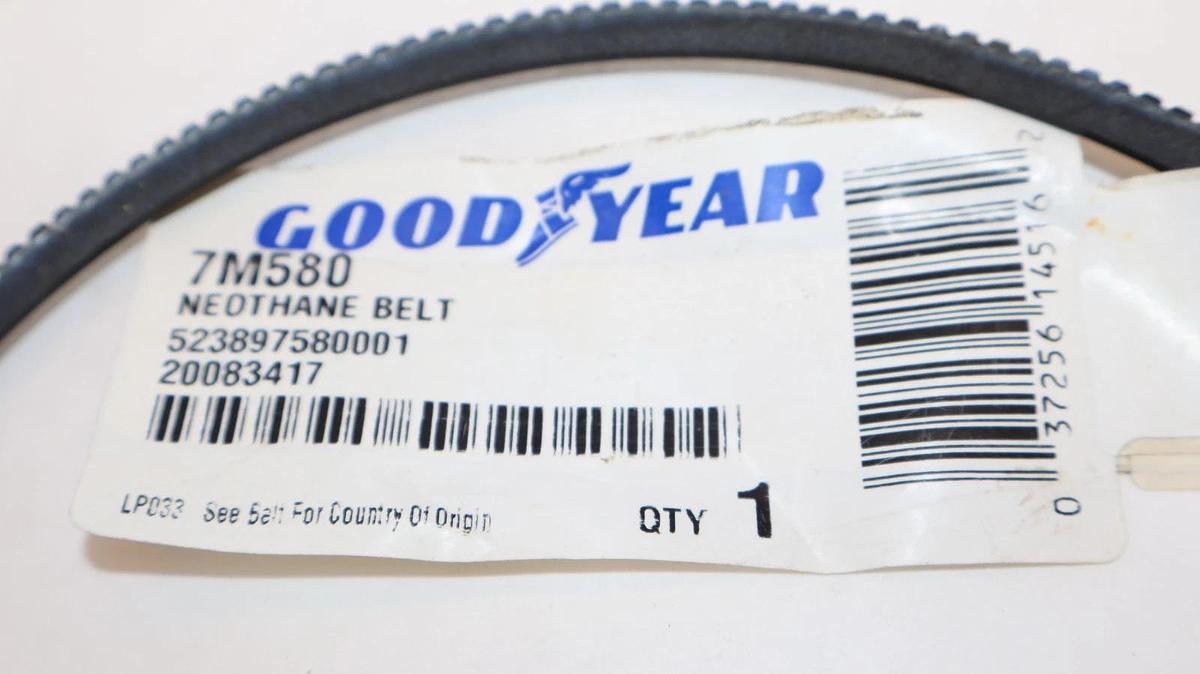 GOODYEAR
7M580
NEOTHANE BELT
523897580001
20083417
LP033 See Belt For Country Of Origin
QTY 1
0 37256 14516 2